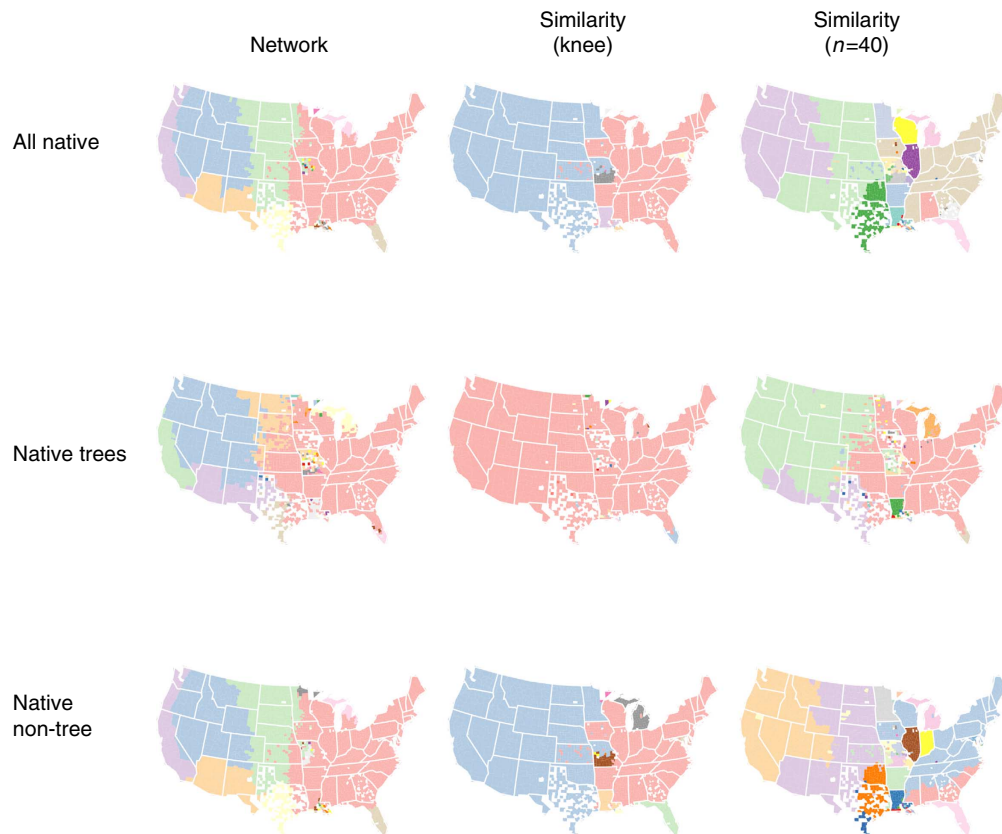 Network
Similarity
(knee)
Similarity
(n=40)
All native
Native trees
Native
non-tree